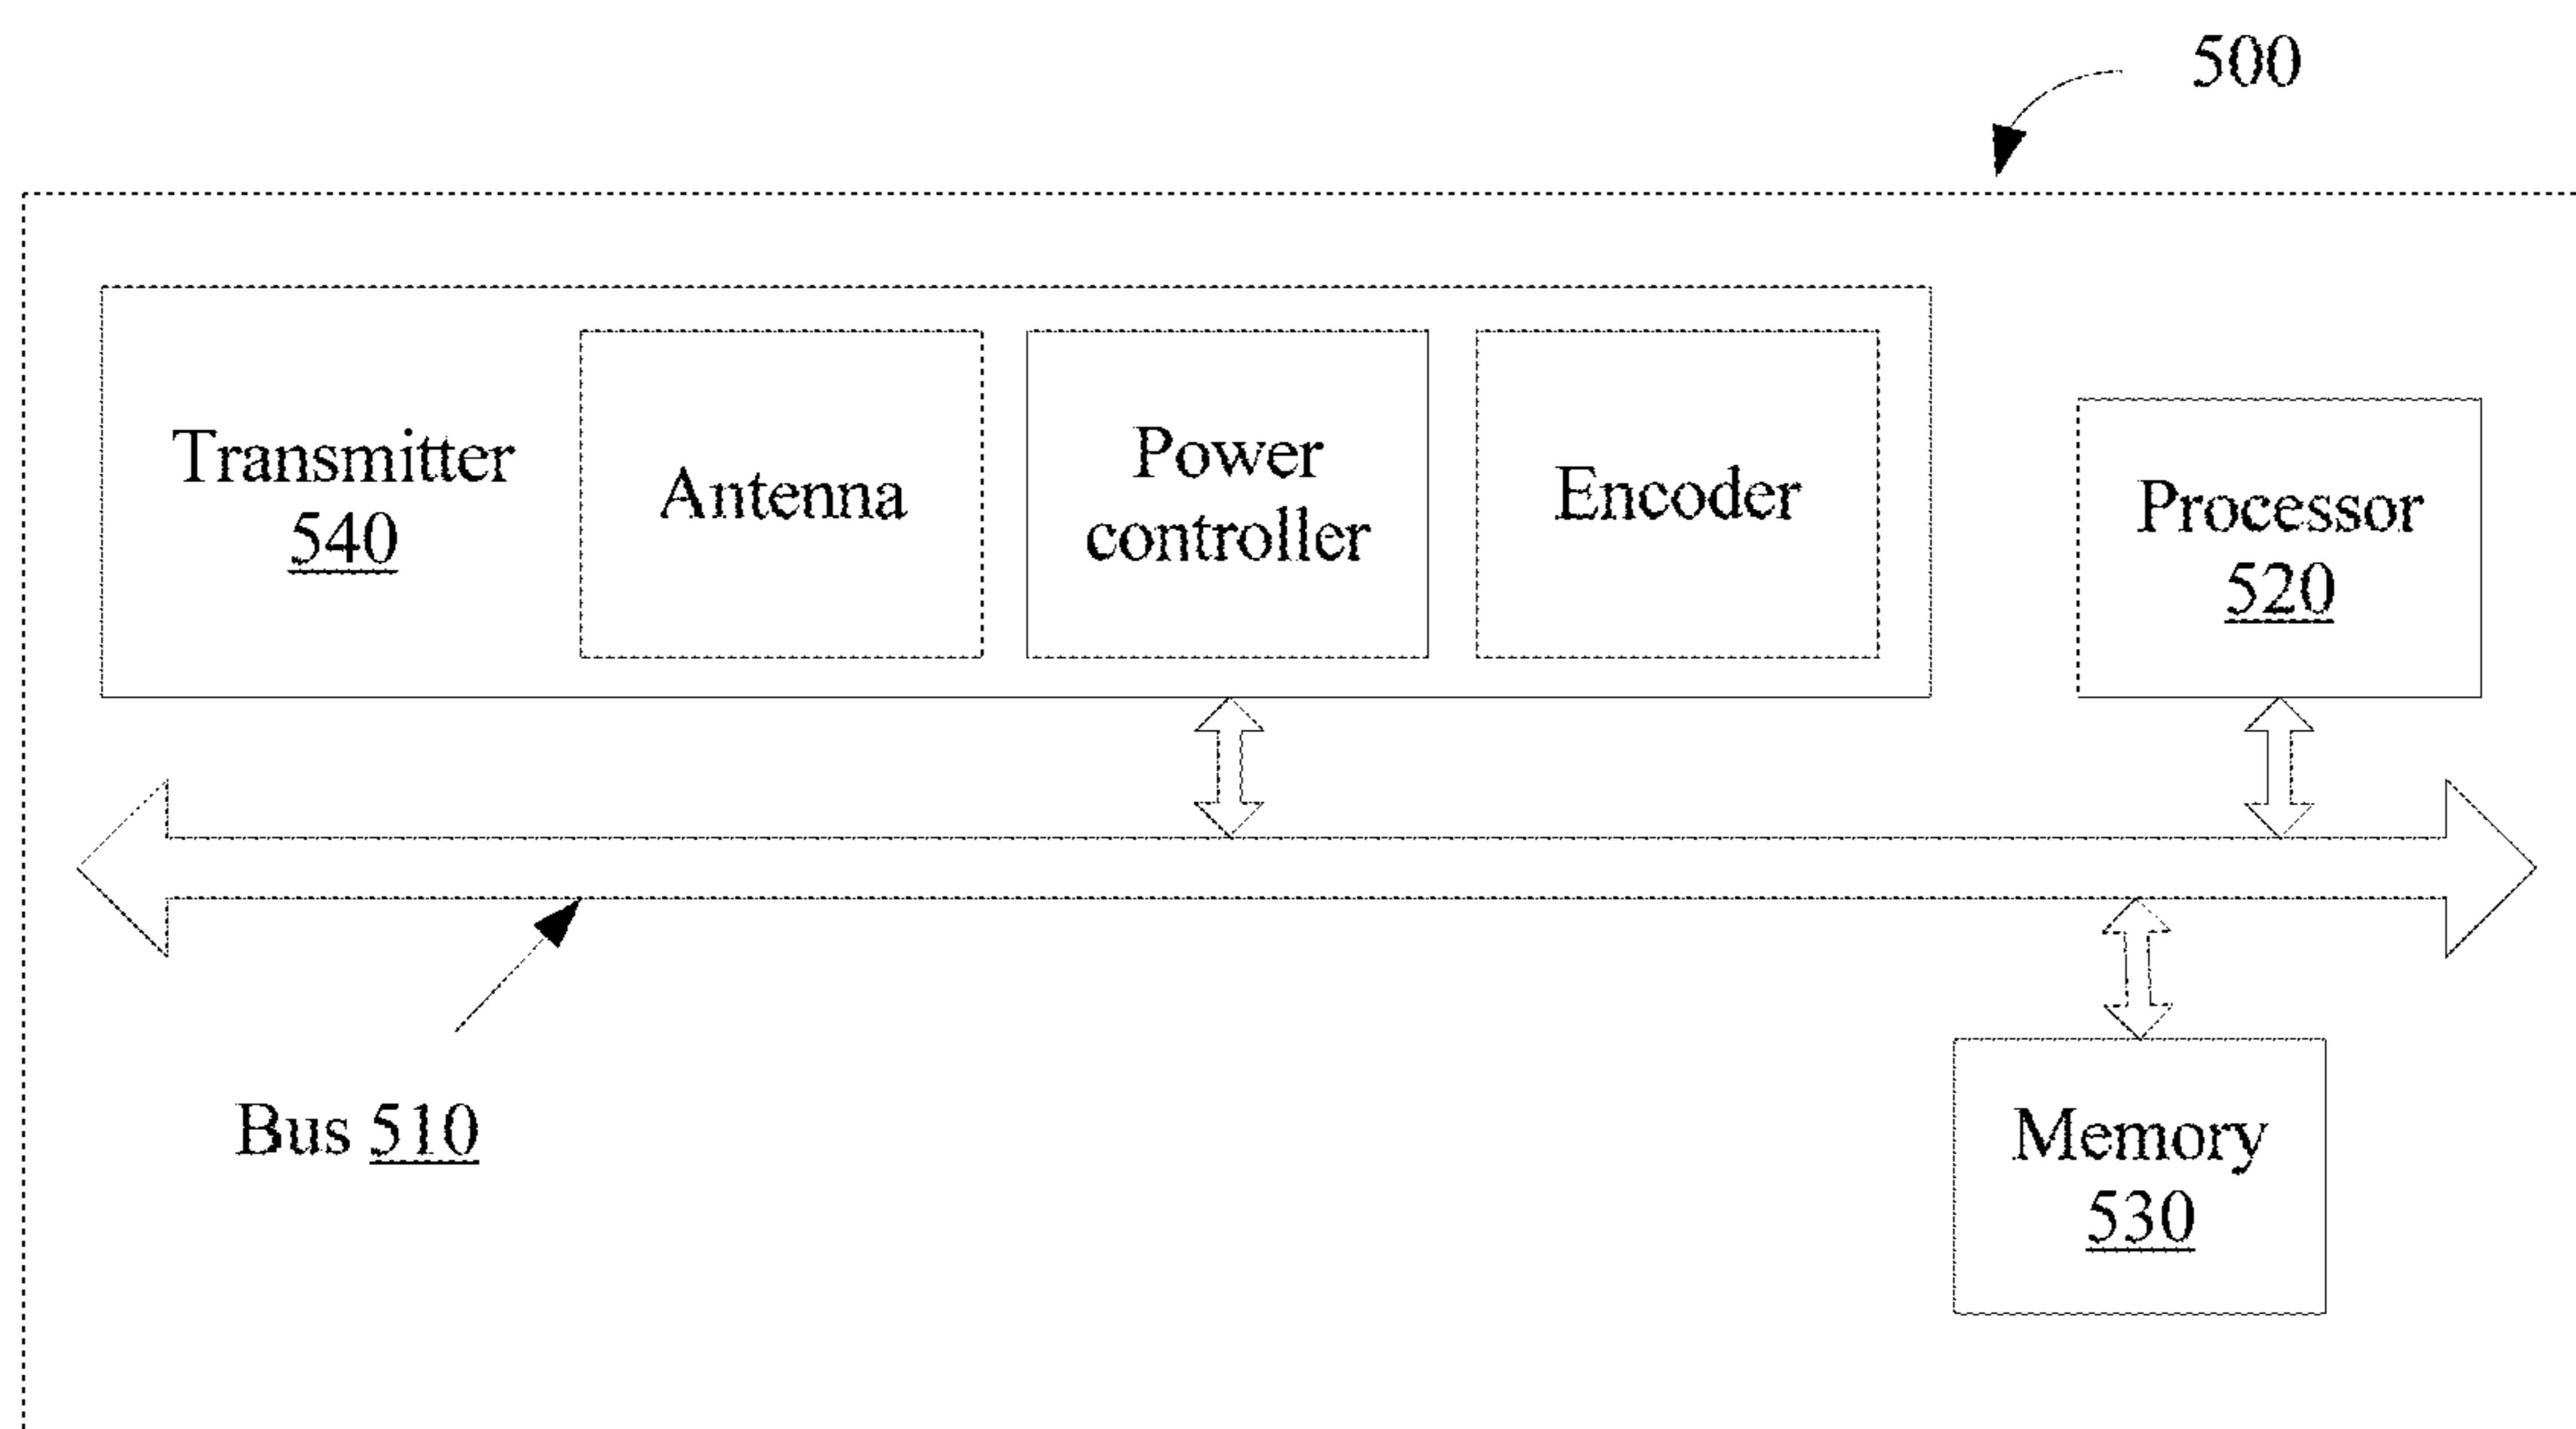 500
Transmitter
540
Antenna
Power
controller
Encoder
Processor
520
Bus 510
Memory
530